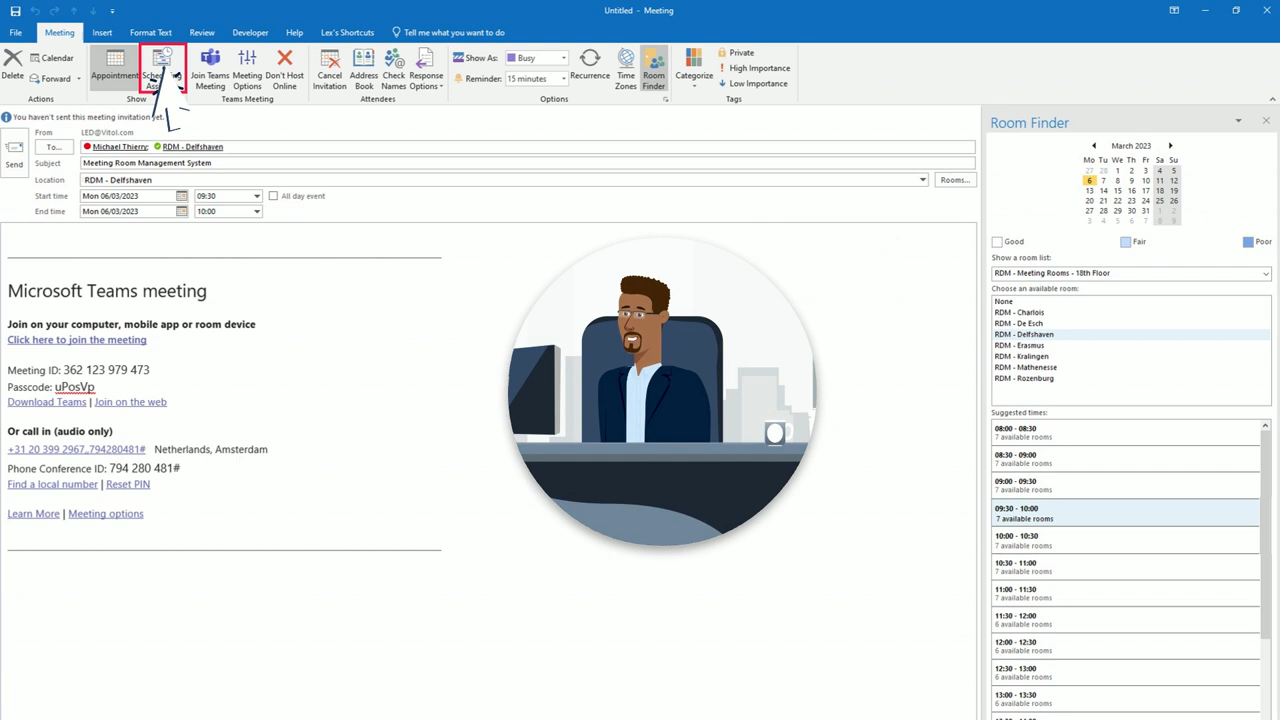 Untitled - Meeting
File Meeting Insert Format Text Review Developer Help Lex's Shortcuts Tell me what you want to do
Delete
Calendar
Forward
Actions
Appointment
Show
Join Teams Meeting
Meeting Options
Don't Host Online
Teams Meeting
Cancel Invitation
Address Book
Check Names
Response Options
Attendees
Show As: Busy
Reminder: 15 minutes
Recurrence
Time Zones
Room Finder
Options
Categorize
Private
High Importance
Low Importance
Tags
You haven't sent this meeting invitation yet.
Send
From LED@Vitol.com
To... Michael Thierry; RDM - Delfshaven
Subject Meeting Room Management System
Location RDM - Delfshaven Rooms...
Start time Mon 06/03/2023 09:30 All day event
End time Mon 06/03/2023 10:00
Microsoft Teams meeting
Join on your computer, mobile app or room device
Click here to join the meeting
Meeting ID: 362 123 979 473
Passcode: uPosVp
Download Teams | Join on the web
Or call in (audio only)
+31 20 399 2967,,794280481# Netherlands, Amsterdam
Phone Conference ID: 794 280 481#
Find a local number | Reset PIN
Learn More | Meeting options
Room Finder
March 2023
Mo Tu We Th Fr Sa Su
27 28 1 2 3 4 5
6 7 8 9 10 11 12
13 14 15 16 17 18 19
20 21 22 23 24 25 26
27 28 29 30 31 1 2
3 4 5 6 7 8 9
Good Fair Poor
Show a room list:
RDM - Meeting Rooms - 18th Floor
Choose an available room:
None
RDM - Charlois
RDM - De Esch
RDM - Delfshaven
RDM - Erasmus
RDM - Kralingen
RDM - Mathenesse
RDM - Rozenburg
Suggested times:
08:00 - 08:30
7 available rooms
08:30 - 09:00
7 available rooms
09:00 - 09:30
7 available rooms
09:30 - 10:00
7 available rooms
10:00 - 10:30
7 available rooms
10:30 - 11:00
7 available rooms
11:00 - 11:30
7 available rooms
11:30 - 12:00
6 available rooms
12:00 - 12:30
6 available rooms
12:30 - 13:00
6 available rooms
13:00 - 13:30
6 available rooms